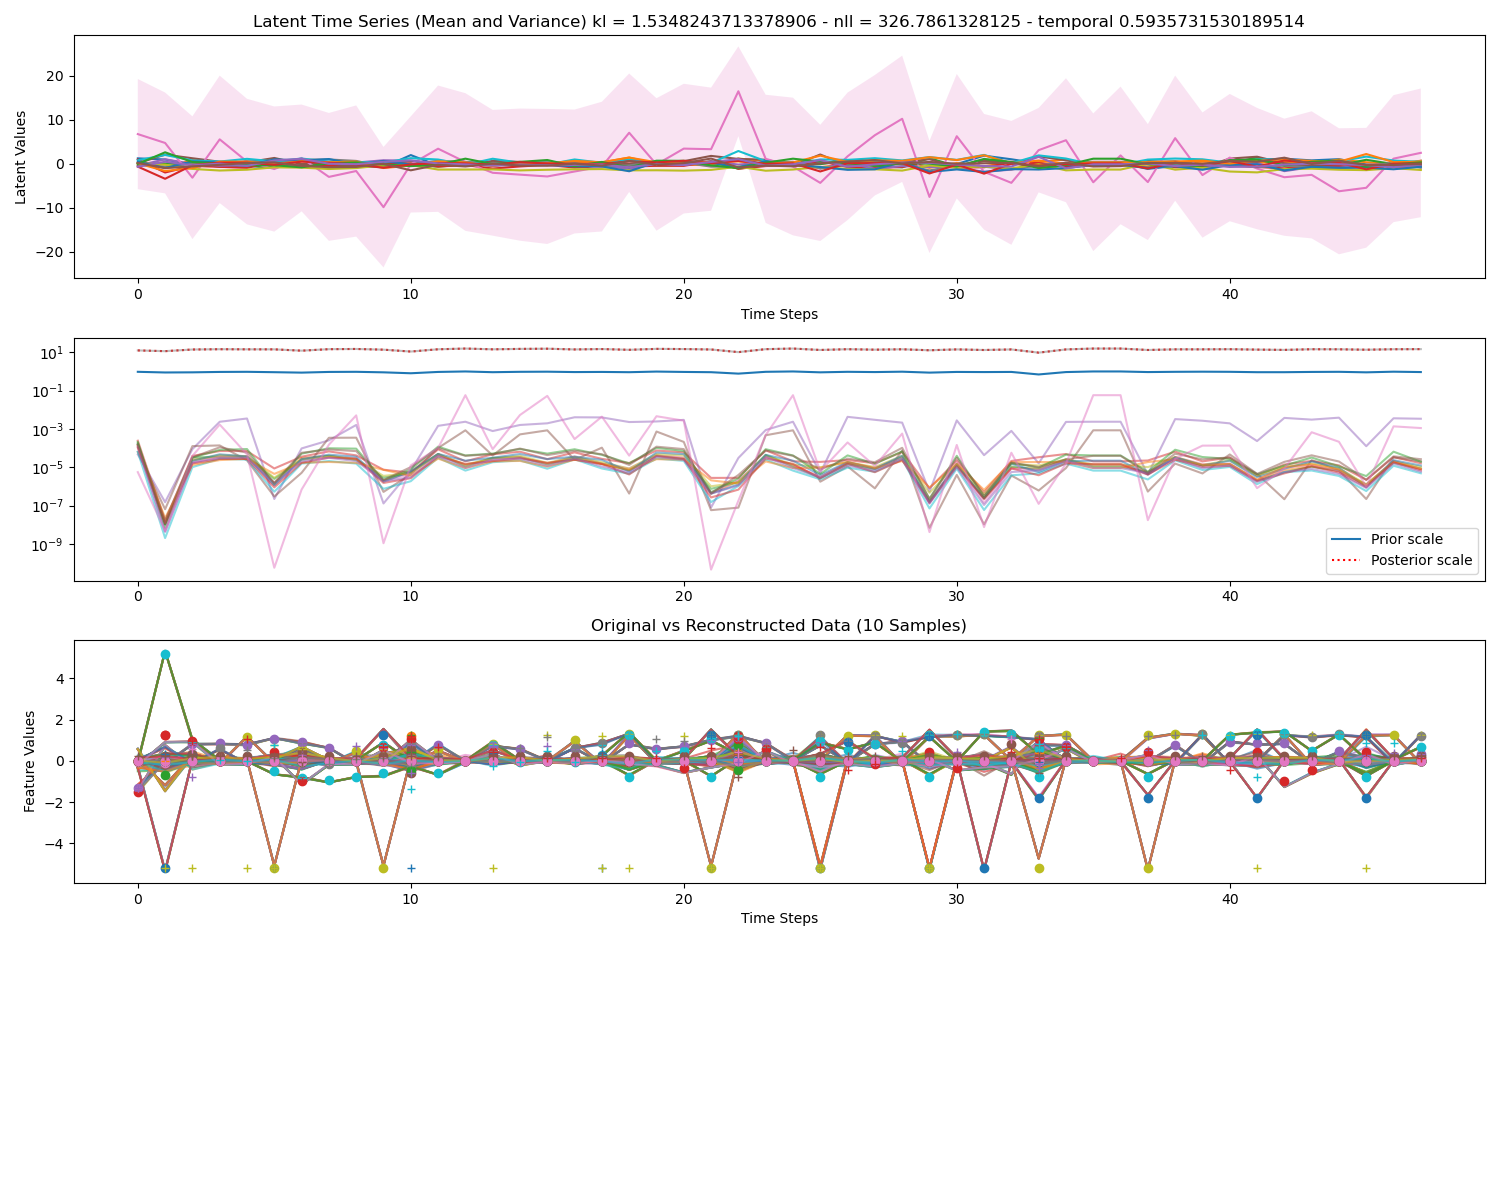 Latent Time Series (Mean and Variance) kl = 1.5348243713378906 - nll = 326.7861328125 - temporal 0.5935731530189514
Latent Values
20
10
0
−10
−20
0 10 20 30 40
Time Steps
10¹
10⁻¹
10⁻³
10⁻⁵
10⁻⁷
10⁻⁹
Prior scale
Posterior scale
0 10 20 30 40
Original vs Reconstructed Data (10 Samples)
Feature Values
4
2
0
−2
−4
0 10 20 30 40
Time Steps